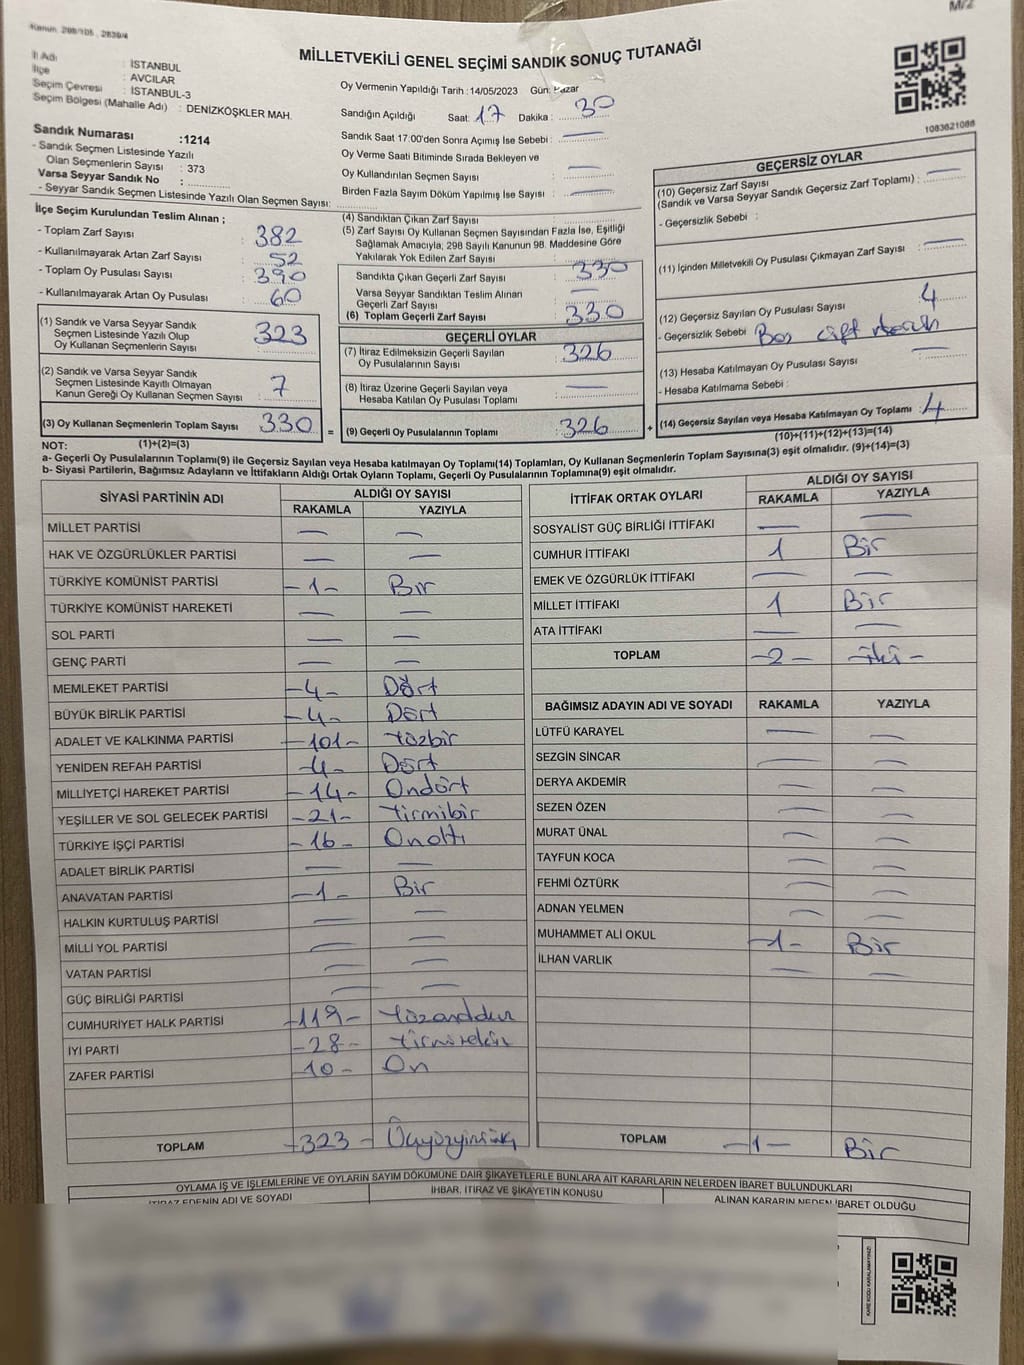 Kanun. 298/105 , 2839/4
M/2
MİLLETVEKİLİ GENEL SEÇİMİ SANDIK SONUÇ TUTANAĞI
İl Adı : İSTANBUL
İlçe : AVCILAR
Seçim Çevresi : İSTANBUL-3
Seçim Bölgesi (Mahalle Adı) : DENİZKÖŞKLER MAH.
Sandık Numarası :1214
- Sandık Seçmen Listesinde Yazılı
Olan Seçmenlerin Sayısı : 373
Varsa Seyyar Sandık No :
- Seyyar Sandık Seçmen Listesinde Yazılı Olan Seçmen Sayısı:
Oy Vermenin Yapıldığı Tarih :14/05/2023 Gün: Pazar
Sandığın Açıldığı Saat: 17 Dakika: 30
Sandık Saat 17:00'den Sonra Açımış İse Sebebi : —
Oy Verme Saati Bitiminde Sırada Bekleyen ve
Oy Kullandırılan Seçmen Sayısı : —
Birden Fazla Sayım Döküm Yapılmış İse Sayısı : —
1083621088
İlçe Seçim Kurulundan Teslim Alınan ;
- Toplam Zarf Sayısı : 382
- Kullanılmayarak Artan Zarf Sayısı : 52
- Toplam Oy Pusulası Sayısı : 390
- Kullanılmayarak Artan Oy Pusulası : 60
(1) Sandık ve Varsa Seyyar Sandık
Seçmen Listesinde Yazılı Olup
Oy Kullanan Seçmenlerin Sayısı : 323
(2) Sandık ve Varsa Seyyar Sandık
Seçmen Listesinde Kayıtlı Olmayan
Kanun Gereği Oy Kullanan Seçmen Sayısı : 7
(3) Oy Kullanan Seçmenlerin Toplam Sayısı : 330
(4) Sandıktan Çıkan Zarf Sayısı
(5) Zarf Sayısı Oy Kullanan Seçmen Sayısından Fazla İse, Eşitliği
Sağlamak Amacıyla, 298 Sayılı Kanunun 98. Maddesine Göre
Yakılarak Yok Edilen Zarf Sayısı :
Sandıkta Çıkan Geçerli Zarf Sayısı : 330
Varsa Seyyar Sandıktan Teslim Alınan
Geçerli Zarf Sayısı : —
(6) Toplam Geçerli Zarf Sayısı : 330
GEÇERLİ OYLAR
(7) İtiraz Edilmeksizin Geçerli Sayılan
Oy Pusulalarının Sayısı : 326
(8) İtiraz Üzerine Geçerli Sayılan veya
Hesaba Katılan Oy Pusulası Toplamı : —
= (9) Geçerli Oy Pusulalarının Toplamı : 326
GEÇERSİZ OYLAR
(10) Geçersiz Zarf Sayısı
(Sandık ve Varsa Seyyar Sandık Geçersiz Zarf Toplamı) : —
- Geçersizlik Sebebi :
(11) İçinden Milletvekili Oy Pusulası Çıkmayan Zarf Sayısı : —
(12) Geçersiz Sayılan Oy Pusulası Sayısı : 4
- Geçersizlik Sebebi Boş çift
(13) Hesaba Katılmayan Oy Pusulası Sayısı : —
- Hesaba Katılmama Sebebi :
+ (14) Geçersiz Sayılan veya Hesaba Katılmayan Oy Toplamı : 4
NOT: (1)+(2)=(3)
(10)+(11)+(12)+(13)=(14)
a- Geçerli Oy Pusulasının Toplamı(9) ile Geçersiz Sayılan veya Hesaba katılmayan Oy Toplamı(14) Toplamları, Oy Kullanan Seçmenlerin Toplam Sayısına(3) eşit olmalıdır. (9)+(14)=(3)
b- Siyasi Partilerin, Bağımsız Adayların ve İttifakların Aldığı Ortak Oyların Toplamı, Geçerli Oy Pusulalarının Toplamına(9) eşit olmalıdır.
SİYASİ PARTİNİN ADI ALDIĞI OY SAYISI
RAKAMLA YAZIYLA
MİLLET PARTİSİ — —
HAK VE ÖZGÜRLÜKLER PARTİSİ — —
TÜRKİYE KOMÜNİST PARTİSİ -1- Bir
TÜRKİYE KOMÜNİST HAREKETİ — —
SOL PARTİ — —
GENÇ PARTİ — —
MEMLEKET PARTİSİ -4- Dört
BÜYÜK BİRLİK PARTİSİ -4- Dört
ADALET VE KALKINMA PARTİSİ -101- Yüzbir
YENİDEN REFAH PARTİSİ -4- Dört
MİLLİYETÇİ HAREKET PARTİSİ -14- Ondört
YEŞİLLER VE SOL GELECEK PARTİSİ -21- Yirmibir
TÜRKİYE İŞÇİ PARTİSİ -16- Onaltı
ADALET BİRLİK PARTİSİ — —
ANAVATAN PARTİSİ -1- Bir
HALKIN KURTULUŞ PARTİSİ — —
MİLLİ YOL PARTİSİ — —
VATAN PARTİSİ — —
GÜÇ BİRLİĞİ PARTİSİ — —
CUMHURİYET HALK PARTİSİ -119-
İYİ PARTİ -28- Yirmisekiz
ZAFER PARTİSİ -10- On
TOPLAM -323- Üçyüzyirmiüç
İTTİFAK ORTAK OYLARI ALDIĞI OY SAYISI
RAKAMLA YAZIYLA
SOSYALİST GÜÇ BİRLİĞİ İTTİFAKI — —
CUMHUR İTTİFAKI 1 Bir
EMEK VE ÖZGÜRLÜK İTTİFAKI — —
MİLLET İTTİFAKI 1 Bir
ATA İTTİFAKI — —
TOPLAM -2- -iki-
BAĞIMSIZ ADAYIN ADI VE SOYADI RAKAMLA YAZIYLA
LÜTFÜ KARAYEL — —
SEZGİN SİNCAR — —
DERYA AKDEMİR — —
SEZEN ÖZEN — —
MURAT ÜNAL — —
TAYFUN KOCA — —
FEHMİ ÖZTÜRK — —
ADNAN YELMEN — —
MUHAMMET ALİ OKUL -1- Bir
İLHAN VARLIK — —
TOPLAM -1- Bir
OYLAMA İŞ VE İŞLEMLERİNE VE OYLARIN SAYIM DÖKÜMÜNE DAİR ŞİKAYETLERLE BUNLARA AİT KARARLARIN NELERDEN İBARET BULUNDUKLARI
İTİRAZ EDENİN ADI VE SOYADI İHBAR, İTİRAZ VE ŞİKAYETİN KONUSU ALINAN KARARIN NEDEN İBARET OLDUĞU
KARE KODU KARALAMAYINIZ!